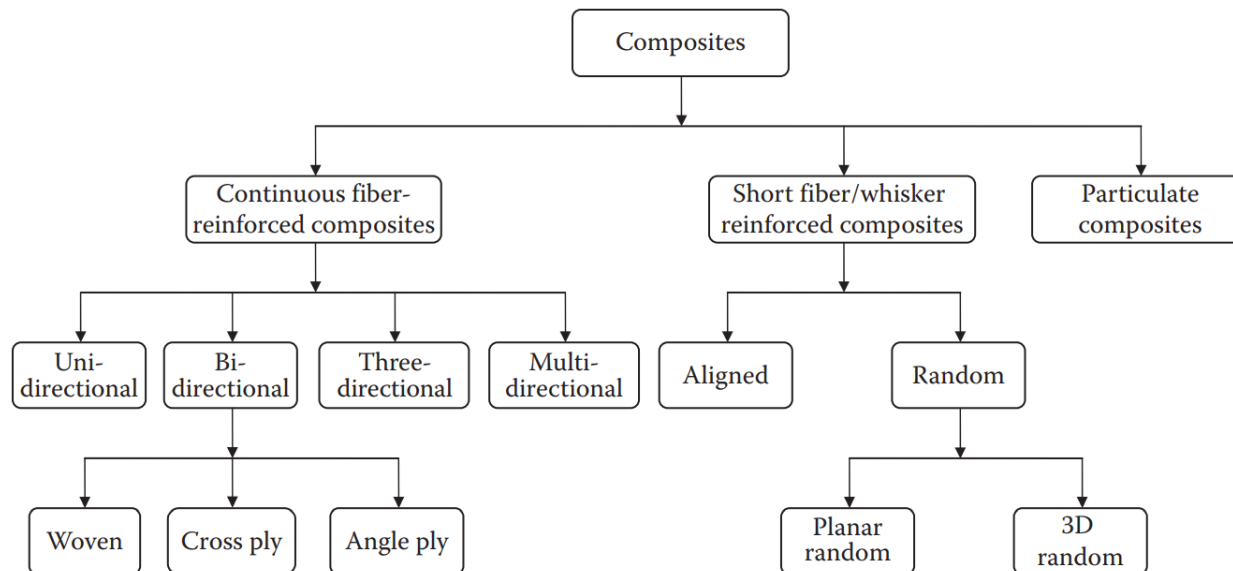 Composites
Continuous fiber-
reinforced composites
Short fiber/whisker
reinforced composites
Particulate
composites
Uni-
directional
Bi-
directional
Three-
directional
Multi-
directional
Aligned
Random
Woven
Cross ply
Angle ply
Planar
random
3D
random